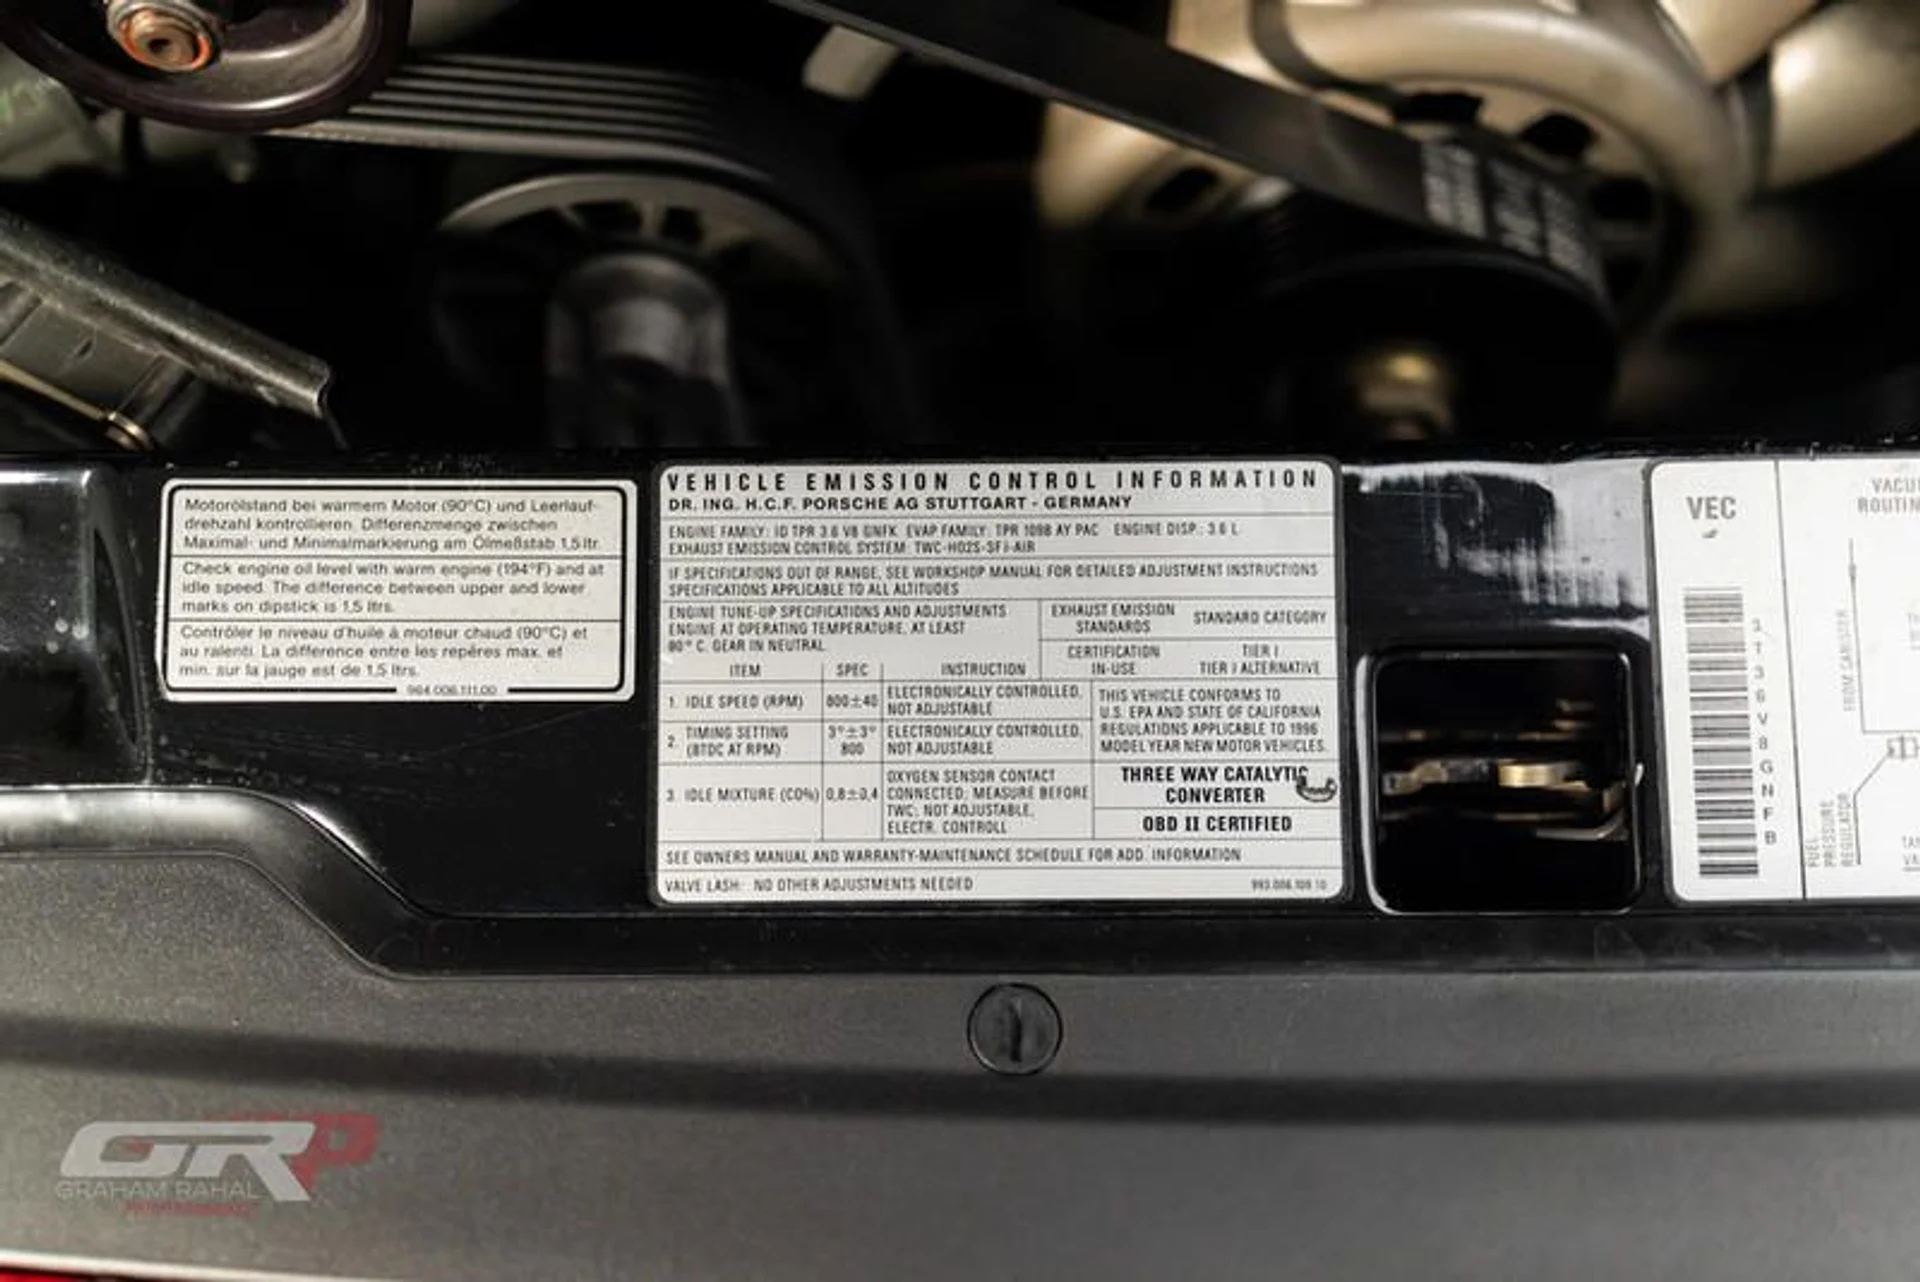 Motorölstand bei warmem Motor (90°C) und Leerlauf-
drehzahl kontrollieren. Differenzmenge zwischen
Maximal- und Minimalmarkierung am Ölmeßstab 1,5 ltr.
Check engine oil level with warm engine (194°F) and at
idle speed. The difference between upper and lower
marks on dipstick is 1,5 ltrs.
Contrôler le niveau d'huile à moteur chaud (90°C) et
au ralenti. La différence entre les repères max. et
min. sur la jauge est de 1,5 ltrs.
964.006.111.00
VEHICLE EMISSION CONTROL INFORMATION
DR. ING. H.C.F. PORSCHE AG STUTTGART - GERMANY
ENGINE FAMILY: ID TPR 3.6 V8 GNFK EVAP FAMILY: TPR 1098 AY PAC ENGINE DISP.: 3.6 L
EXHAUST EMISSION CONTROL SYSTEM: TWC-HO2S-SFI-AIR
IF SPECIFICATIONS OUT OF RANGE, SEE WORKSHOP MANUAL FOR DETAILED ADJUSTMENT INSTRUCTIONS
SPECIFICATIONS APPLICABLE TO ALL ALTITUDES
ENGINE TUNE-UP SPECIFICATIONS AND ADJUSTMENTS
ENGINE AT OPERATING TEMPERATURE, AT LEAST
80° C. GEAR IN NEUTRAL
EXHAUST EMISSION STANDARDS STANDARD CATEGORY
CERTIFICATION TIER I
IN-USE TIER I ALTERNATIVE
ITEM SPEC INSTRUCTION
1. IDLE SPEED (RPM) 800±40 ELECTRONICALLY CONTROLLED,
NOT ADJUSTABLE
2. TIMING SETTING 3°±3° ELECTRONICALLY CONTROLLED,
(BTDC AT RPM) 800 NOT ADJUSTABLE
3. IDLE MIXTURE (CO%) 0,8±0,4 OXYGEN SENSOR CONTACT
CONNECTED; MEASURE BEFORE
TWC; NOT ADJUSTABLE,
ELECTR. CONTROLL
THIS VEHICLE CONFORMS TO
U.S. EPA AND STATE OF CALIFORNIA
REGULATIONS APPLICABLE TO 1996
MODEL YEAR NEW MOTOR VEHICLES.
THREE WAY CATALYTIC
CONVERTER
OBD II CERTIFIED
SEE OWNERS MANUAL AND WARRANTY-MAINTENANCE SCHEDULE FOR ADD. INFORMATION
VALVE LASH: NO OTHER ADJUSTMENTS NEEDED
993.006.109.10
VEC
FROM CANISTER
FUEL
PRESSURE
REGULATOR
GRP
GRAHAM RAHAL